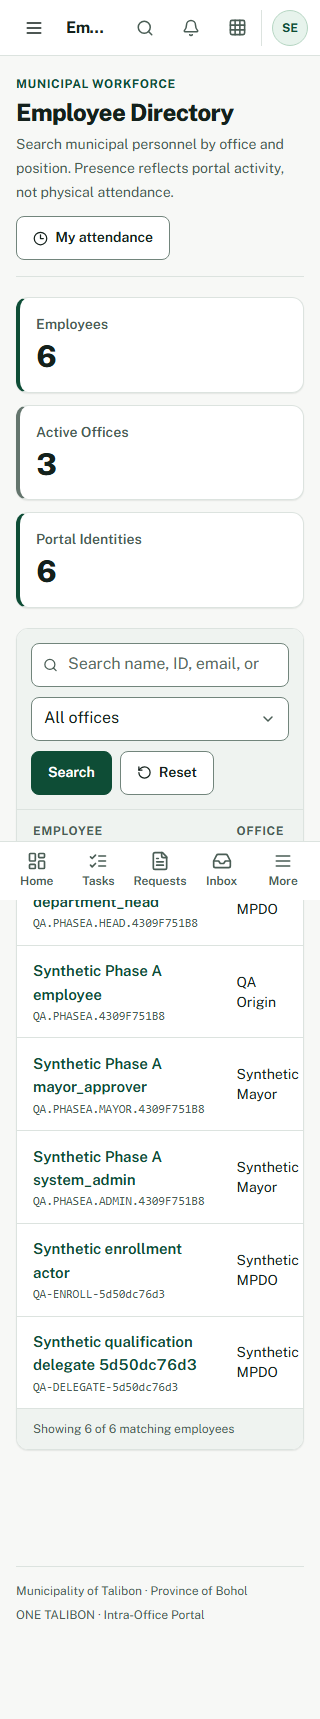 Em...
SE
MUNICIPAL WORKFORCE
Employee Directory
Search municipal personnel by office and
position. Presence reflects portal activity,
not physical attendance.
My attendance
Employees
6
Active Offices
3
Portal Identities
6
Search name, ID, email, or
All offices
Search
Reset
EMPLOYEE OFFICE
Home Tasks Requests Inbox More
department_head
MPDO
QA.PHASEA.HEAD.4309F751B8
Synthetic Phase A
employee
QA.PHASEA.4309F751B8
QA
Origin
Synthetic Phase A
mayor_approver
QA.PHASEA.MAYOR.4309F751B8
Synthetic
Mayor
Synthetic Phase A
system_admin
QA.PHASEA.ADMIN.4309F751B8
Synthetic
Mayor
Synthetic enrollment
actor
QA-ENROLL-5d50dc76d3
Synthetic
MPDO
Synthetic qualification
delegate 5d50dc76d3
QA-DELEGATE-5d50dc76d3
Synthetic
MPDO
Showing 6 of 6 matching employees
Municipality of Talibon · Province of Bohol
ONE TALIBON · Intra-Office Portal